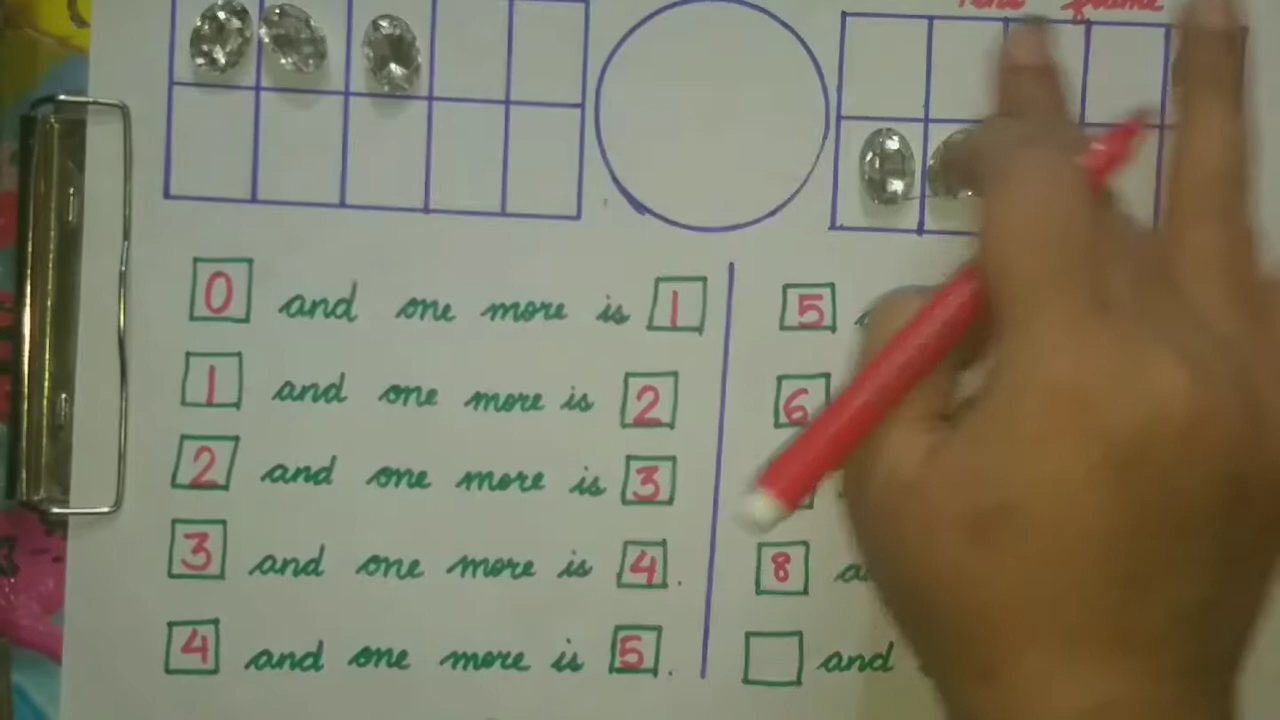 frame
0 and one more is 1
1 and one more is 2
2 and one more is 3
3 and one more is 4.
4 and one more is 5.
5
6
8
and